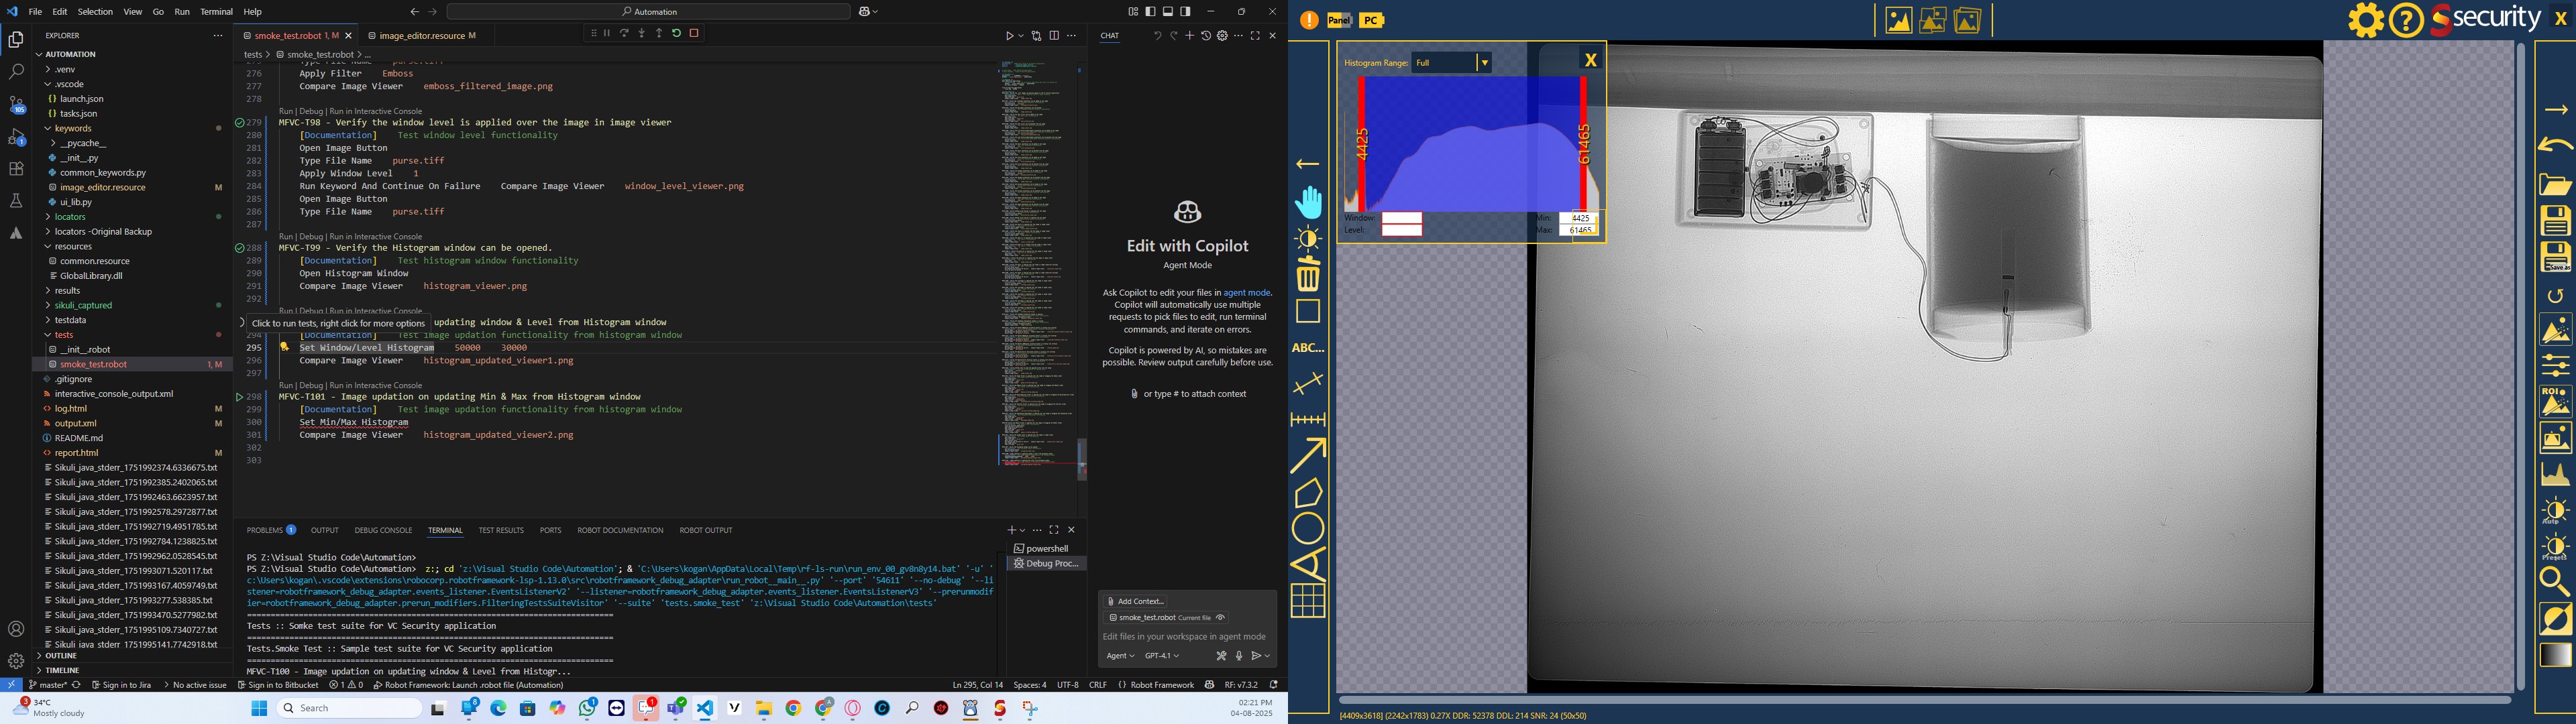 File Edit Selection View Go Run Terminal Help
Automation
EXPLORER
AUTOMATION
.venv
.vscode
launch.json
tasks.json
keywords
__pycache__
__init__.py
common_keywords.py
image_editor.resource M
ui_lib.py
locators
locators -Original Backup
resources
common.resource
GlobalLibrary.dll
results
sikuli_captured
testdata
tests
__init__.robot
smoke_test.robot 1, M
.gitignore
interactive_console_output.xml
log.html M
output.xml M
README.md
report.html M
Sikuli_java_stderr_1751992374.6336675.txt
Sikuli_java_stderr_1751992385.2402065.txt
Sikuli_java_stderr_1751992463.6623957.txt
Sikuli_java_stderr_1751992578.2972877.txt
Sikuli_java_stderr_1751992719.4951785.txt
Sikuli_java_stderr_1751992784.1238825.txt
Sikuli_java_stderr_1751992962.0528545.txt
Sikuli_java_stderr_1751993071.520117.txt
Sikuli_java_stderr_1751993167.4059749.txt
Sikuli_java_stderr_1751993277.538385.txt
Sikuli_java_stderr_1751993470.5277982.txt
Sikuli_java_stderr_1751995109.7340727.txt
Sikuli_java_stderr_1751995141.7742918.txt
OUTLINE
TIMELINE
smoke_test.robot 1, M
image_editor.resource M
tests > smoke_test.robot > ...
276 Apply Filter Emboss
277 Compare Image Viewer emboss_filtered_image.png
278
Run | Debug | Run in Interactive Console
279 MFVC-T98 - Verify the window level is applied over the image in image viewer
280 [Documentation] Test window level functionality
281 Open Image Button
282 Type File Name purse.tiff
283 Apply Window Level 1
284 Run Keyword And Continue On Failure Compare Image Viewer window_level_viewer.png
285 Open Image Button
286 Type File Name purse.tiff
287
Run | Debug | Run in Interactive Console
288 MFVC-T99 - Verify the Histogram window can be opened.
289 [Documentation] Test histogram window functionality
290 Open Histogram Window
291 Compare Image Viewer histogram_viewer.png
292
Run | Debug | Run in Interactive Console
Click to run tests, right click for more options
updating window & Level from Histogram window
294 [Documentation] Test image updation functionality from histogram window
295 Set Window/Level Histogram 50000 30000
296 Compare Image Viewer histogram_updated_viewer1.png
297
Run | Debug | Run in Interactive Console
298 MFVC-T101 - Image updation on updating Min & Max from Histogram window
299 [Documentation] Test image updation functionality from histogram window
300 Set Min/Max Histogram
301 Compare Image Viewer histogram_updated_viewer2.png
302
303
PROBLEMS 1 OUTPUT DEBUG CONSOLE TERMINAL TEST RESULTS PORTS ROBOT DOCUMENTATION ROBOT OUTPUT
PS Z:\Visual Studio Code\Automation>
PS Z:\Visual Studio Code\Automation> z:; cd 'z:\Visual Studio Code\Automation'; & 'C:\Users\kogan\AppData\Local\Temp\rf-ls-run\run_env_00_gv8n8y14.bat' '-u' '
c:\Users\kogan\.vscode\extensions\robocorp.robotframework-lsp-1.13.0\src\robotframework_debug_adapter\run_robot__main__.py' '--port' '54611' '--no-debug' '--li
stener=robotframework_debug_adapter.events_listener.EventsListenerV2' '--listener=robotframework_debug_adapter.events_listener.EventsListenerV3' '--prerunmodif
ier=robotframework_debug_adapter.prerun_modifiers.FilteringTestsSuiteVisitor' '--suite' 'tests.smoke_test' 'z:\Visual Studio Code\Automation\tests'
==============================================================================
Tests :: Somke test suite for VC Security application
==============================================================================
Tests.Smoke Test :: Sample test suite for VC Security application
==============================================================================
MFVC-T100 - Image updation on updating window & Level from Histogr...
powershell
Debug Proc...
CHAT
Edit with Copilot
Agent Mode
Ask Copilot to edit your files in agent mode.
Copilot will automatically use multiple
requests to pick files to edit, run terminal
commands, and iterate on errors.
Copilot is powered by AI, so mistakes are
possible. Review output carefully before use.
or type # to attach context
Add Context...
smoke_test.robot Current file
Edit files in your workspace in agent mode
Agent GPT-4.1
master* Sign in to Jira No active issue Sign in to Bitbucket 1 0 Robot Framework: Launch .robot file (Automation)
Ln 295, Col 14 Spaces: 4 UTF-8 CRLF Robot Framework RF: v7.3.2
34°C
Mostly cloudy
Search
02:21 PM
04-08-2025
Panel PC
security X
Histogram Range: Full X
4425
61465
Window:
Level:
Min: 4425
Max: 61465
ABC...
Save as
ROI
Auto
Presets
[4409x3618] (2242x1783) 0.27X DDR: 52378 DDL: 214 SNR: 24 (50x50)